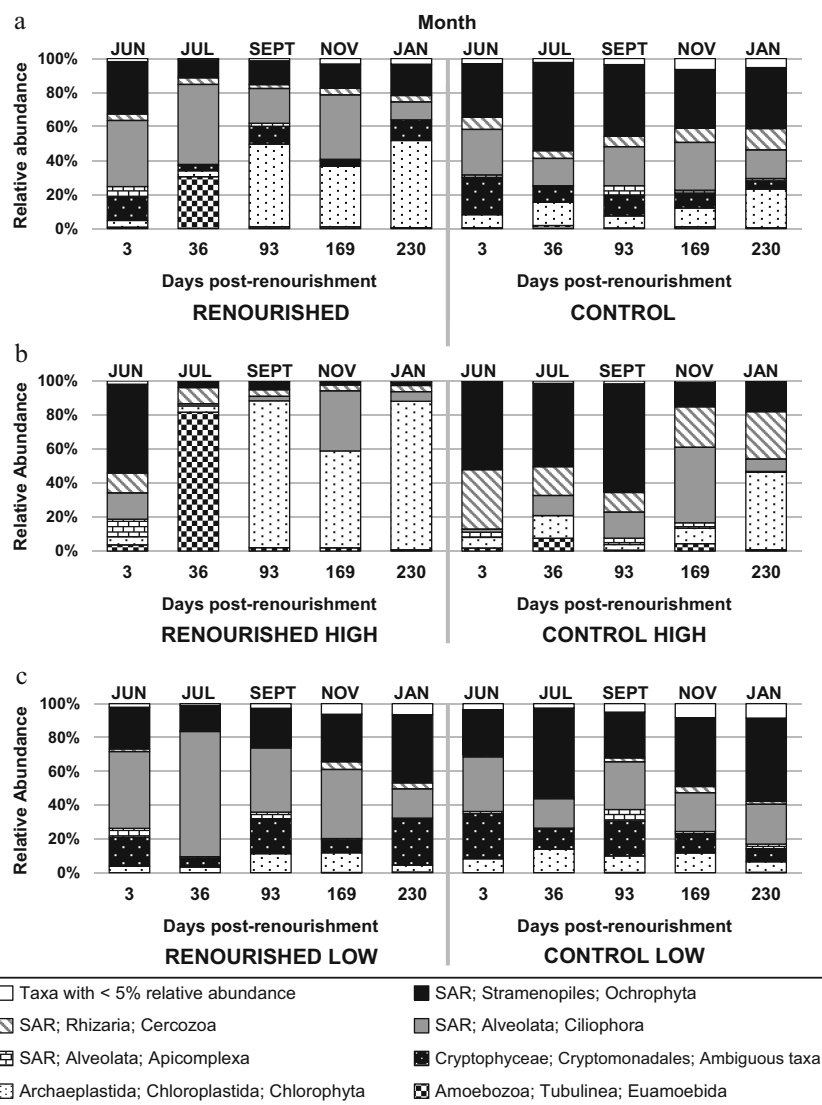 a
Month
JUN JUL SEPT NOV JAN JUN JUL SEPT NOV JAN
100%
80%
60%
40%
20%
0%
Relative abundance
3 36 93 169 230 3 36 93 169 230
Days post-renourishment Days post-renourishment
RENOURISHED CONTROL
b
JUN JUL SEPT NOV JAN JUN JUL SEPT NOV JAN
100%
80%
60%
40%
20%
0%
Relative Abundance
3 36 93 169 230 3 36 93 169 230
Days post-renourishment Days post-renourishment
RENOURISHED HIGH CONTROL HIGH
c
JUN JUL SEPT NOV JAN JUN JUL SEPT NOV JAN
100%
80%
60%
40%
20%
0%
Relative Abundance
3 36 93 169 230 3 36 93 169 230
Days post-renourishment Days post-renourishment
RENOURISHED LOW CONTROL LOW
Taxa with < 5% relative abundance SAR; Stramenopiles; Ochrophyta
SAR; Rhizaria; Cercozoa SAR; Alveolata; Ciliophora
SAR; Alveolata; Apicomplexa Cryptophyceae; Cryptomonadales; Ambiguous taxa
Archaeplastida; Chloroplastida; Chlorophyta Amoebozoa; Tubulinea; Euamoebida